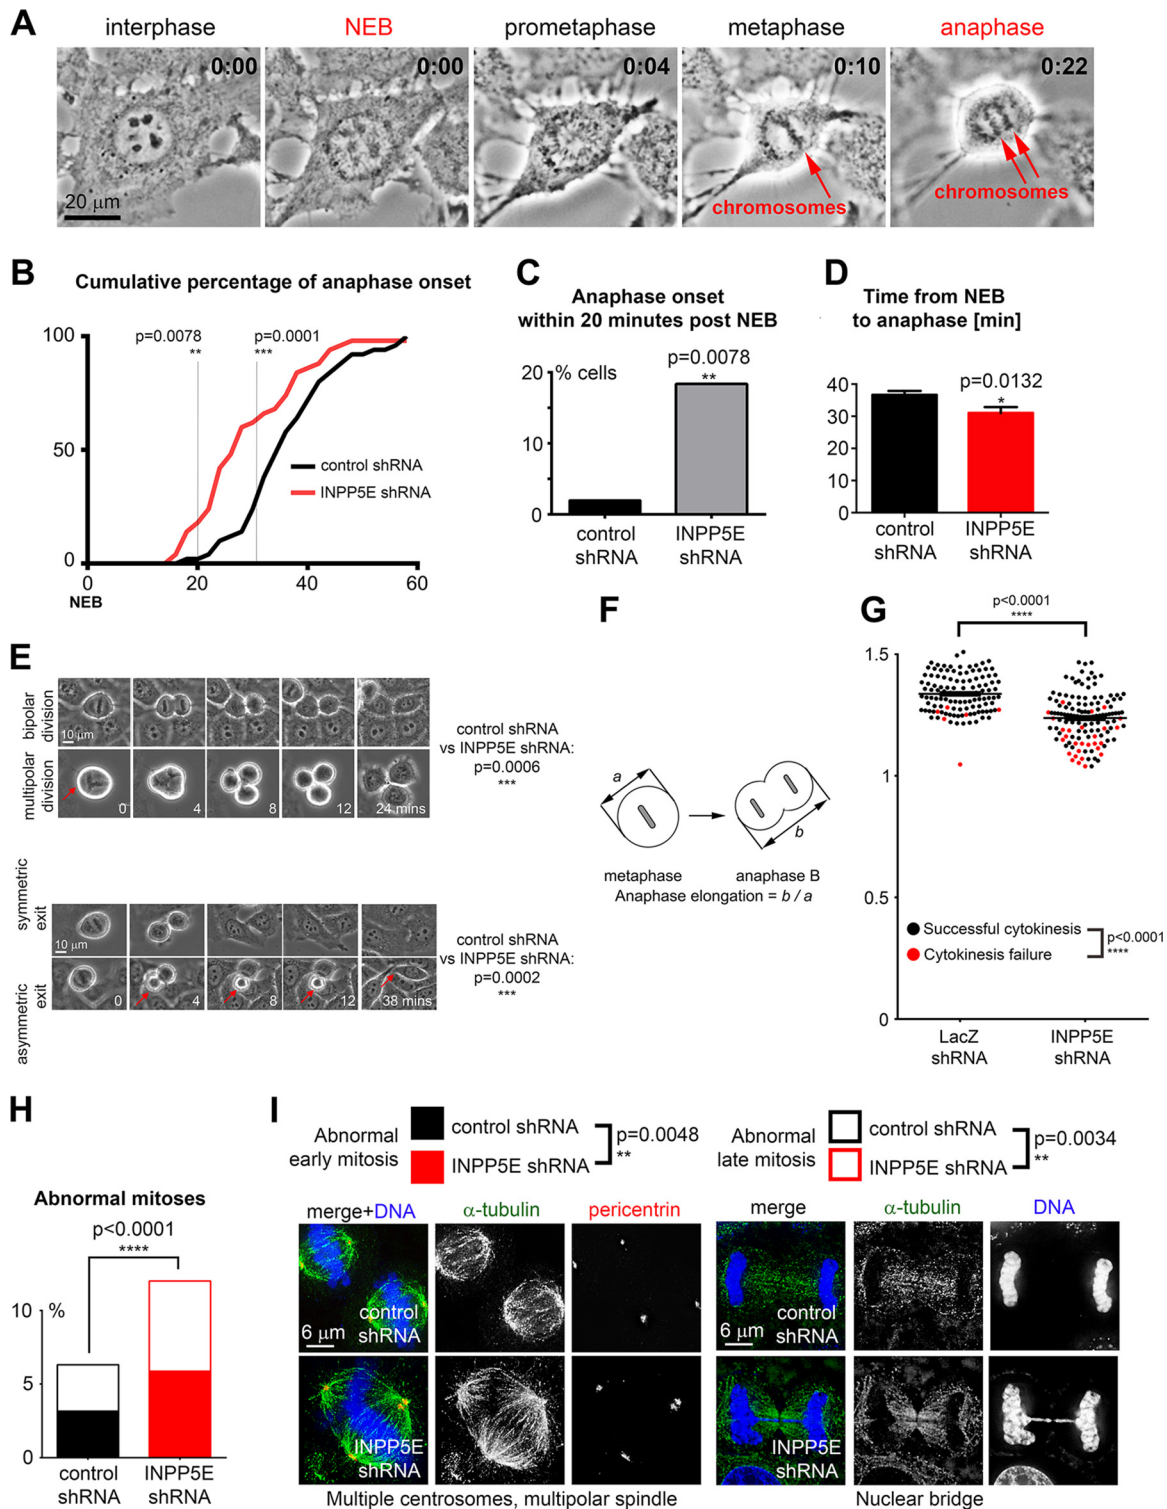 A
interphase
NEB
prometaphase
metaphase
anaphase
0:00
0:00
0:04
0:10
0:22
20 μm
chromosomes
chromosomes
B
Cumulative percentage of anaphase onset
p=0.0078
**
p=0.0001
***
100
50
0
control shRNA
INPP5E shRNA
0
20
40
60
NEB
C
Anaphase onset
within 20 minutes post NEB
p=0.0078
**
% cells
20
10
0
control
shRNA
INPP5E
shRNA
D
Time from NEB
to anaphase [min]
p=0.0132
*
40
30
20
10
0
control
shRNA
INPP5E
shRNA
E
bipolar
division
10 μm
multipolar
division
0
4
8
12
24 mins
control shRNA
vs INPP5E shRNA:
p=0.0006
***
symmetric
exit
10 μm
asymmetric
exit
0
4
8
12
38 mins
control shRNA
vs INPP5E shRNA:
p=0.0002
***
F
a
b
metaphase
anaphase B
Anaphase elongation = b / a
G
p<0.0001
****
1.5
1
0.5
0
Successful cytokinesis
Cytokinesis failure
p<0.0001
****
LacZ
shRNA
INPP5E
shRNA
H
Abnormal
early mitosis
control shRNA
INPP5E shRNA
p=0.0048
**
Abnormal
late mitosis
control shRNA
INPP5E shRNA
p=0.0034
**
Abnormal mitoses
p<0.0001
****
%
10
5
0
control
shRNA
INPP5E
shRNA
I
merge+DNA
α-tubulin
pericentrin
control
shRNA
6 μm
INPP5E
shRNA
Multiple centrosomes, multipolar spindle
merge
α-tubulin
DNA
control
shRNA
6 μm
INPP5E
shRNA
Nuclear bridge